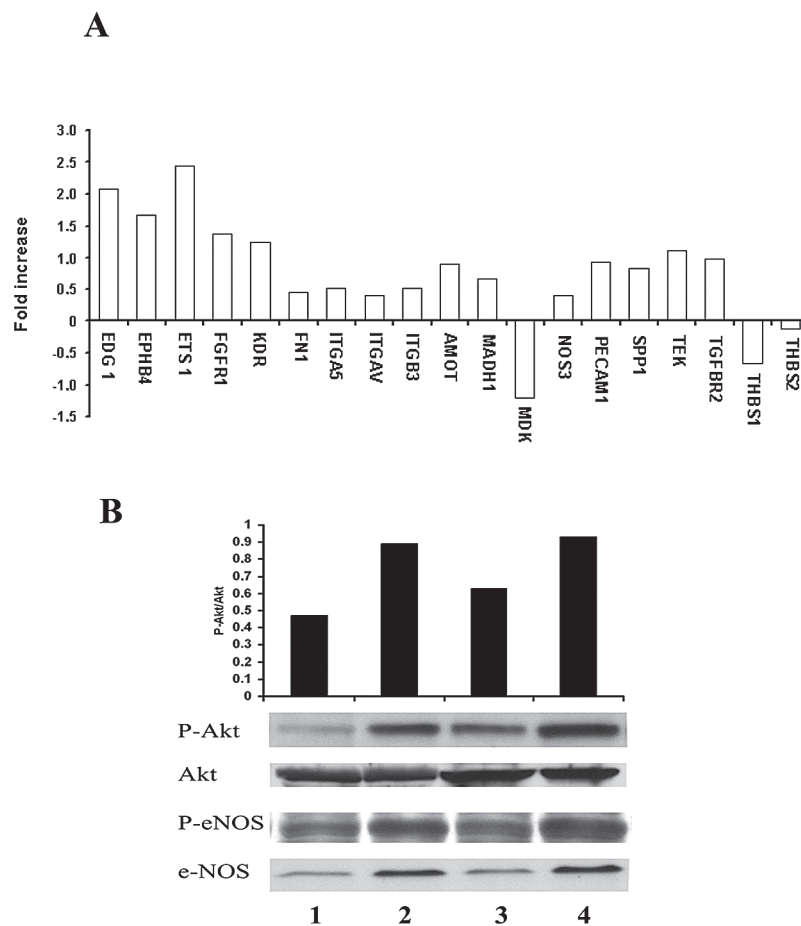 A
Fold increase
3.0
2.5
2.0
1.5
1.0
0.5
0
-0.5
-1.0
-1.5
EDG 1
EPHB4
ETS 1
FGFR1
KDR
FN1
ITGA5
ITGAV
ITGB3
AMOT
MADH1
MDK
NOS3
PECAM1
SPP1
TEK
TGFBR2
THBS1
THBS2
B
P-Akt/Akt
1
0.9
0.8
0.7
0.6
0.5
0.4
0.3
0.2
0.1
0
P-Akt
Akt
P-eNOS
e-NOS
1 2 3 4